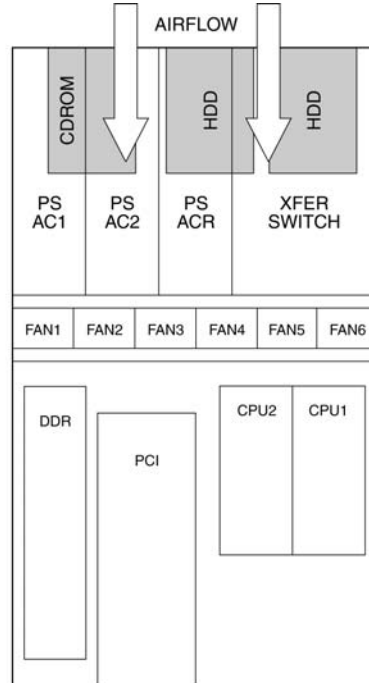 AIRFLOW
CDROM
HDD
HDD
PS
AC1
PS
AC2
PS
ACR
XFER
SWITCH
FAN1
FAN2
FAN3
FAN4
FAN5
FAN6
DDR
PCI
CPU2
CPU1